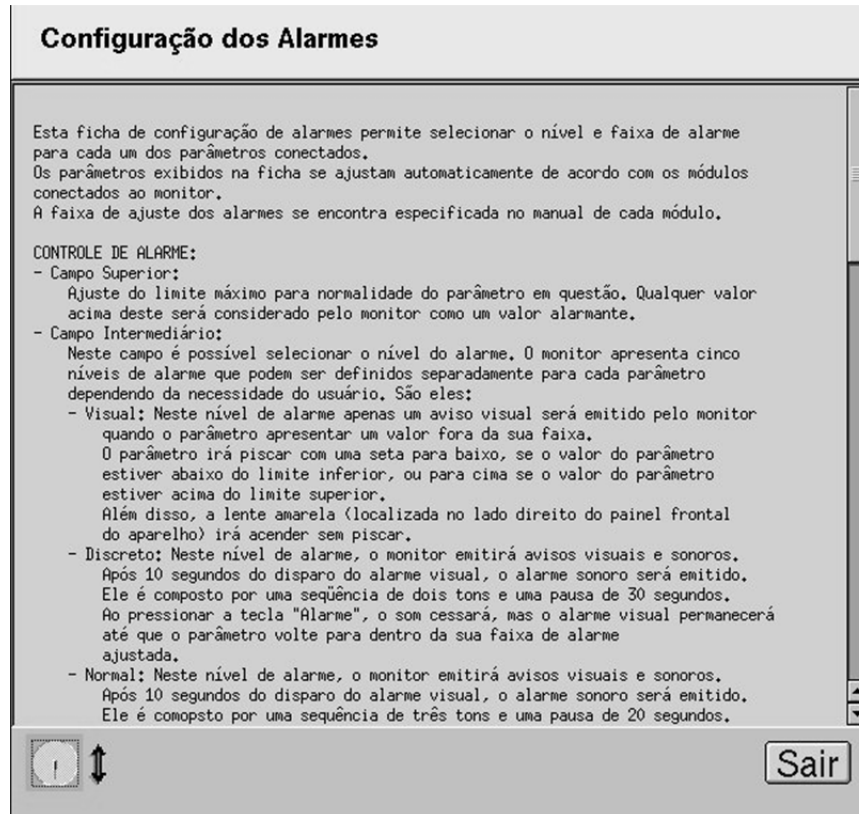 Configuração dos Alarmes
Esta ficha de configuração de alarmes permite selecionar o nível e faixa de alarme
para cada um dos parâmetros conectados.
Os parâmetros exibidos na ficha se ajustam automaticamente de acordo com os módulos
conectados ao monitor.
A faixa de ajuste dos alarmes se encontra especificada no manual de cada módulo.
CONTROLE DE ALARME:
- Campo Superior:
Ajuste do limite máximo para normalidade do parâmetro em questão. Qualquer valor
acima deste será considerado pelo monitor como um valor alarmante.
- Campo Intermediário:
Neste campo é possível selecionar o nível do alarme. O monitor apresenta cinco
níveis de alarme que podem ser definidos separadamente para cada parâmetro
dependendo da necessidade do usuário. São eles:
- Visual: Neste nível de alarme apenas um aviso visual será emitido pelo monitor
quando o parâmetro apresentar um valor fora da sua faixa.
O parâmetro irá piscar com uma seta para baixo, se o valor do parâmetro
estiver abaixo do limite inferior, ou para cima se o valor do parâmetro
estiver acima do limite superior.
Além disso, a lente amarela (localizada no lado direito do painel frontal
do aparelho) irá acender sem piscar.
- Discreto: Neste nível de alarme, o monitor emitirá avisos visuais e sonoros.
Após 10 segundos do disparo do alarme visual, o alarme sonoro será emitido.
Ele é composto por uma seqüência de dois tons e uma pausa de 30 segundos.
Ao pressionar a tecla "Alarme", o som cessará, mas o alarme visual permanecerá
até que o parâmetro volte para dentro da sua faixa de alarme
ajustada.
- Normal: Neste nível de alarme, o monitor emitirá avisos visuais e sonoros.
Após 10 segundos do disparo do alarme visual, o alarme sonoro será emitido.
Ele é comopsto por uma sequência de três tons e uma pausa de 20 segundos.
Sair